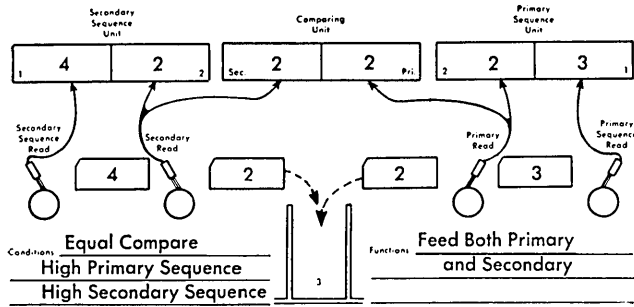 Secondary Sequence Unit
Comparing Unit
Primary Sequence Unit
1 4 2 2
Sec. 2 2 Pri.
2 2 3 1
Secondary Sequence Read
Secondary Read
Primary Read
Primary Sequence Read
4
2
2
3
Conditions Equal Compare
High Primary Sequence
High Secondary Sequence
3
Functions Feed Both Primary
and Secondary